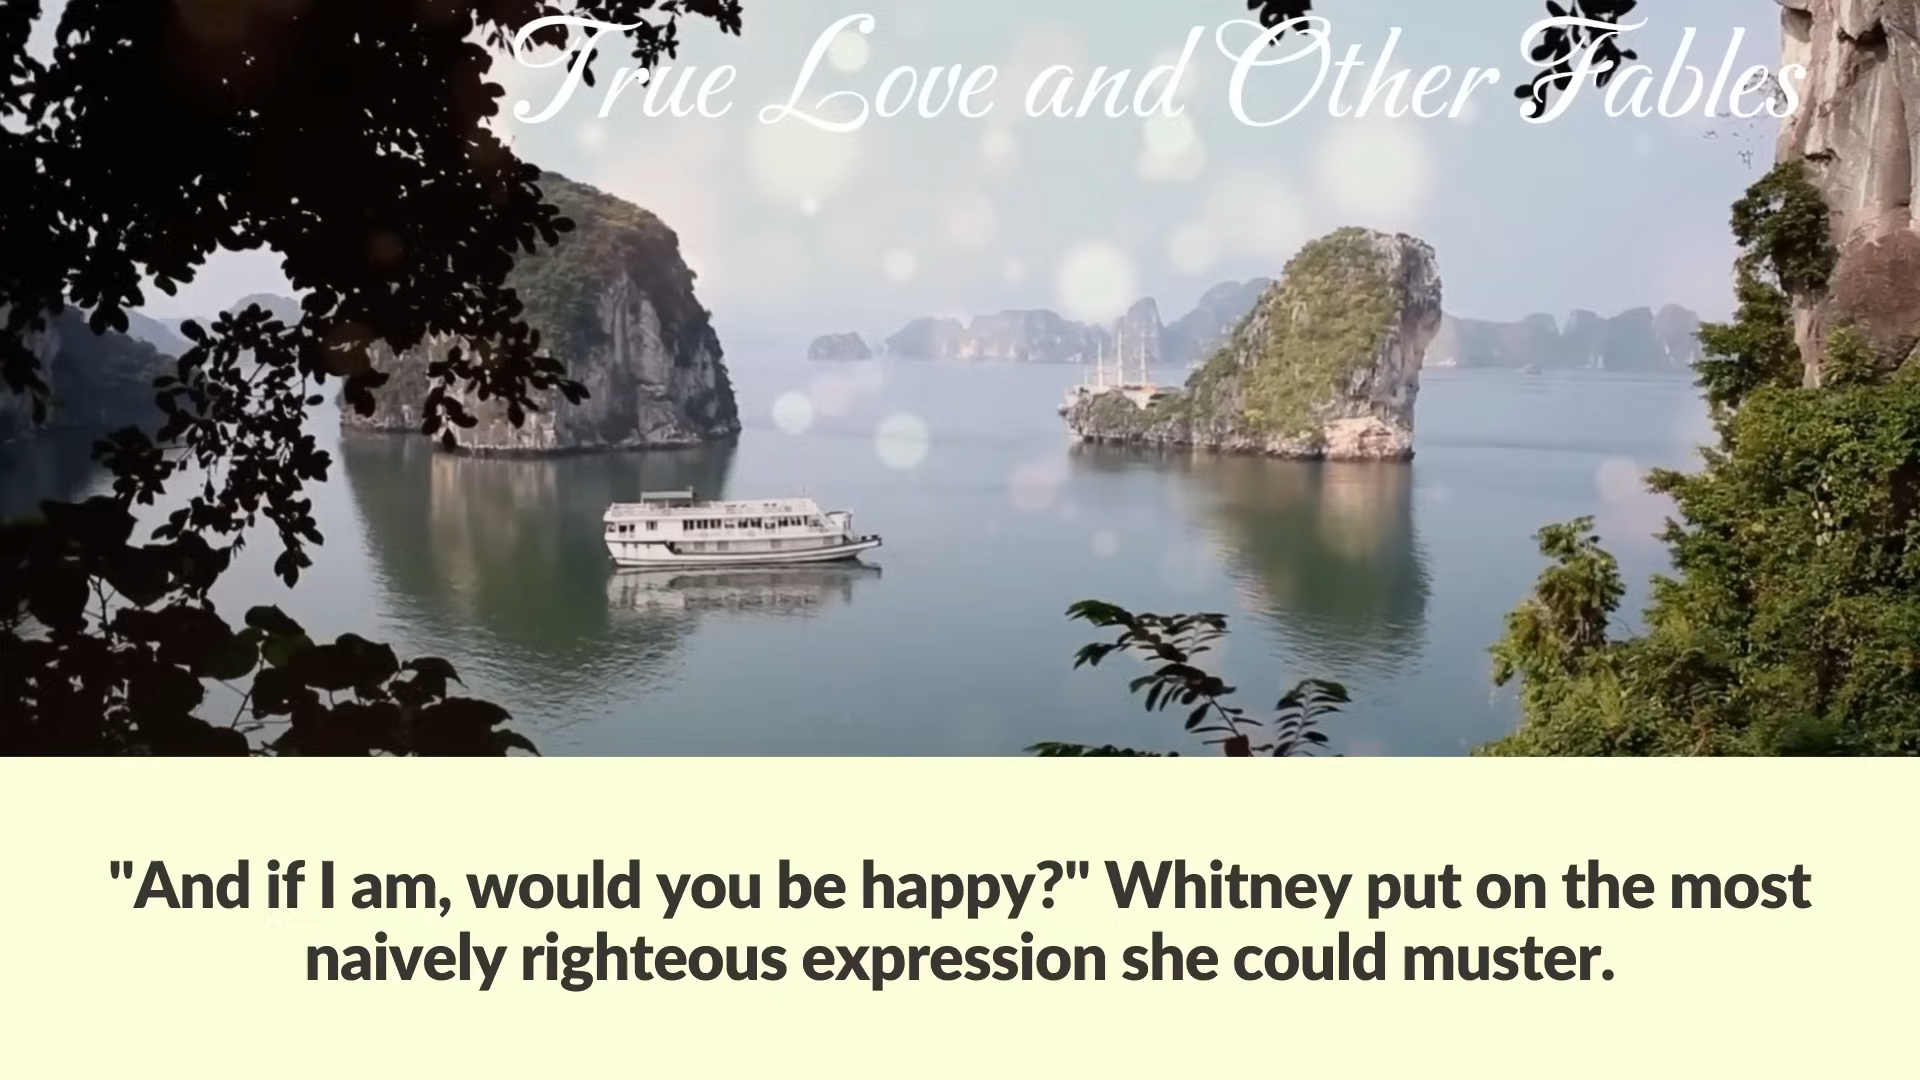 True Love and Other Fables
"And if I am, would you be happy?" Whitney put on the most
naively righteous expression she could muster.